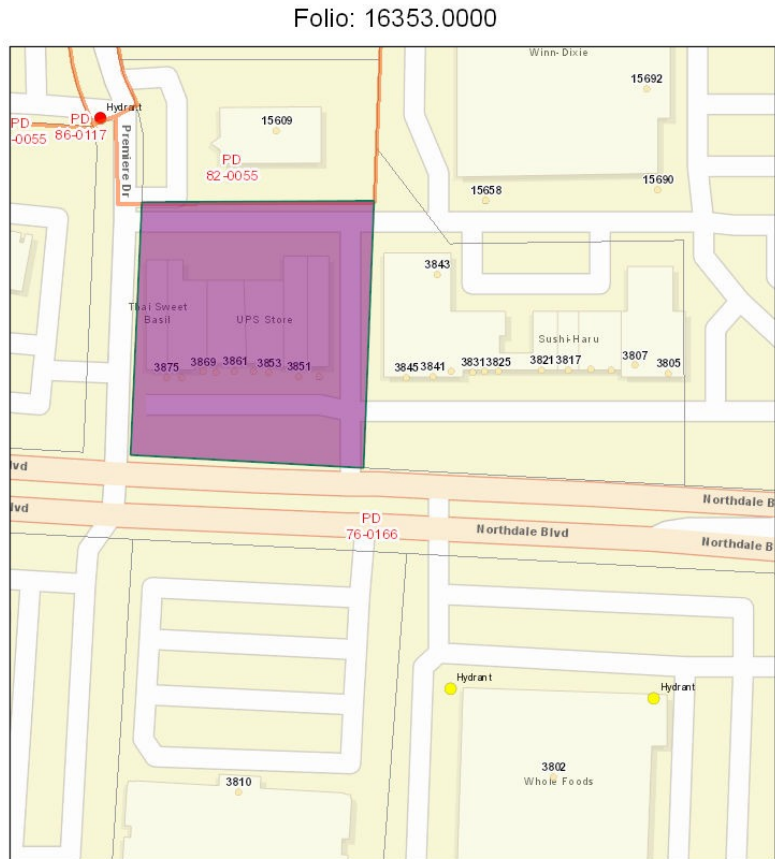 Folio: 16353.0000
Winn-Dixie
15692
Hydrant
PD
-0055
PD
86-0117
Premiere Dr
15609
PD
82-0055
15658
15690
3843
Thai Sweet
Basil
UPS Store
Sushi-Haru
3875
3869
3861
3853
3851
3845
3841
3831
3825
3821
3817
3807
3805
lvd
Northdale B
lvd
PD
76-0166
Northdale Blvd
Northdale B
Hydrant
Hydrant
3810
3802
Whole Foods